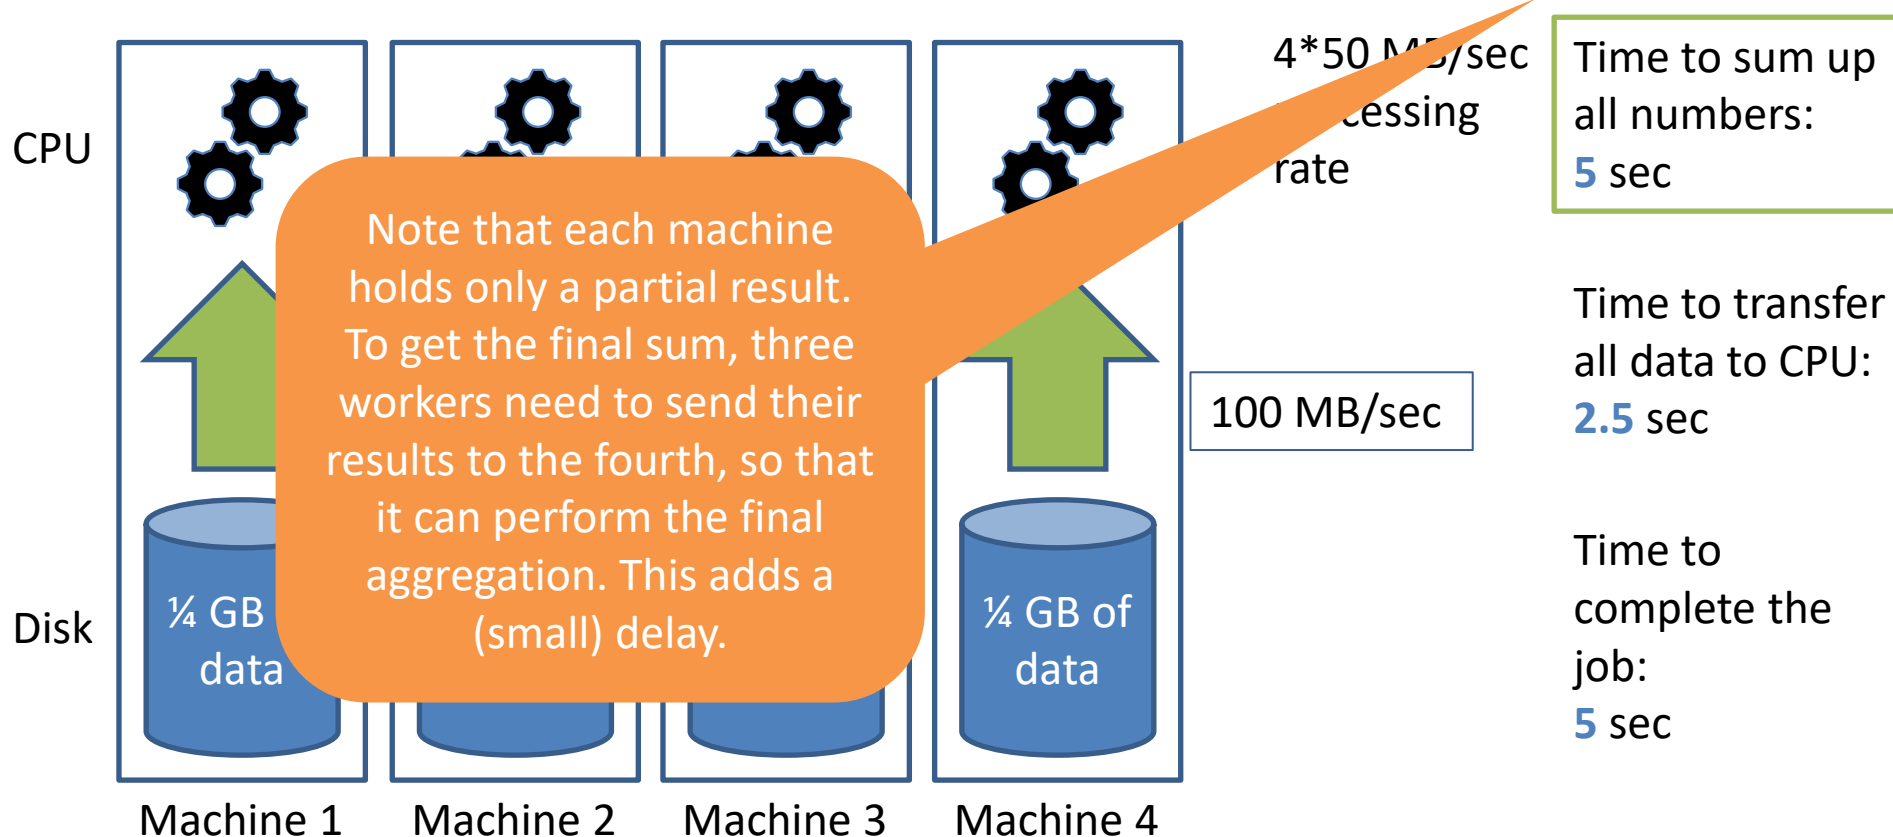 CPU
Disk
Note that each machine
holds only a partial result.
To get the final sum, three
workers need to send their
results to the fourth, so that
it can perform the final
aggregation. This adds a
(small) delay.
¼ GB
data
¼ GB of
data
Machine 1
Machine 2
Machine 3
Machine 4
4*50 MB/sec
rate
100 MB/sec
Time to sum up
all numbers:
5 sec
Time to transfer
all data to CPU:
2.5 sec
Time to
complete the
job:
5 sec